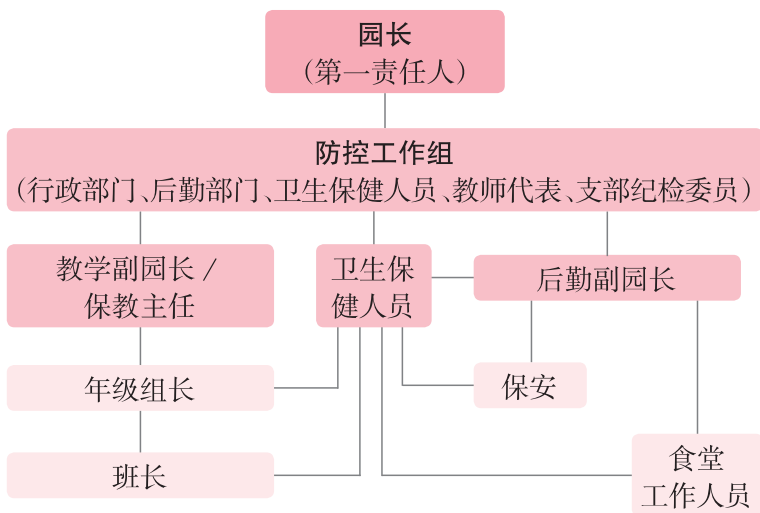 园长
（第一责任人）
防控工作组
（行政部门、后勤部门、卫生保健人员、教师代表、支部纪检委员）
教学副园长 /
保教主任
卫生保
健人员
后勤副园长
年级组长
保安
班长
食堂
工作人员